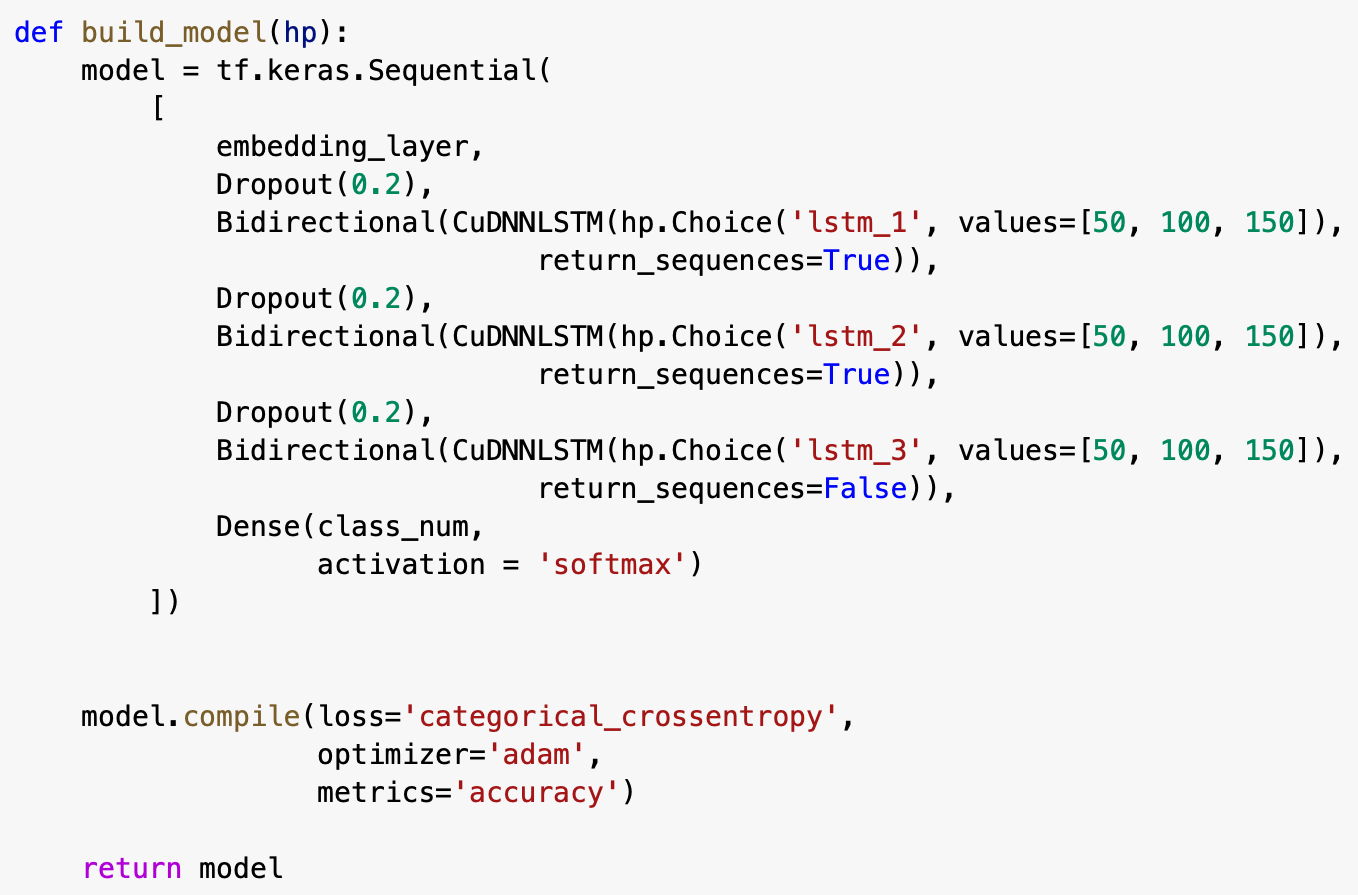 def build_model(hp):
    model = tf.keras.Sequential(
        [
            embedding_layer,
            Dropout(0.2),
            Bidirectional(CuDNNLSTM(hp.Choice('lstm_1', values=[50, 100, 150]),
                               return_sequences=True)),
            Dropout(0.2),
            Bidirectional(CuDNNLSTM(hp.Choice('lstm_2', values=[50, 100, 150]),
                               return_sequences=True)),
            Dropout(0.2),
            Bidirectional(CuDNNLSTM(hp.Choice('lstm_3', values=[50, 100, 150]),
                               return_sequences=False)),
            Dense(class_num,
                  activation = 'softmax')
        ])
    model.compile(loss='categorical_crossentropy',
                  optimizer='adam',
                  metrics='accuracy')
    return model